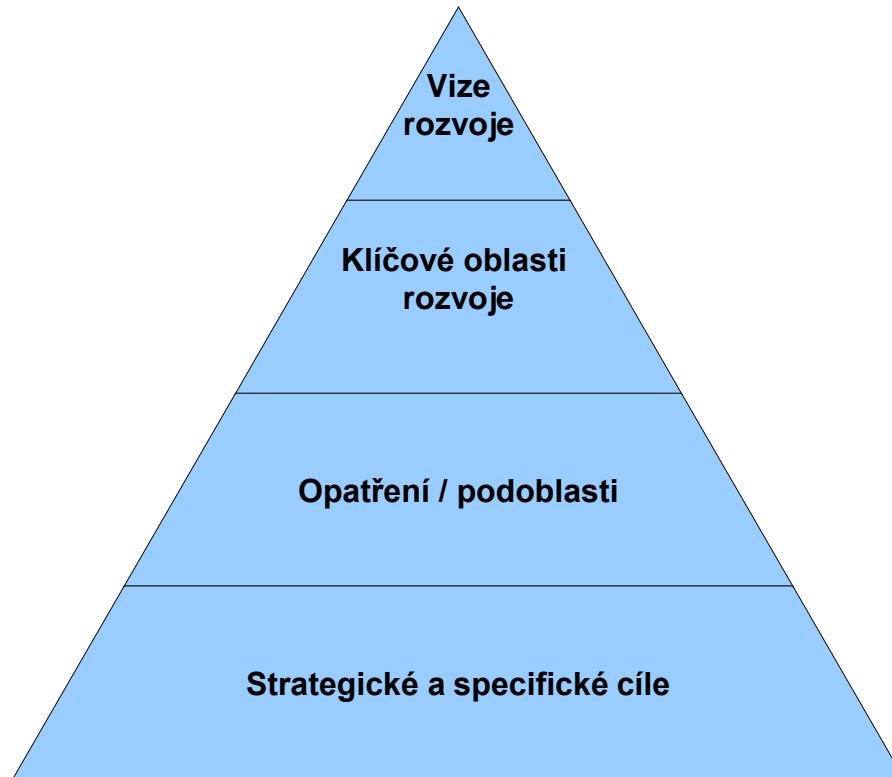 Vize
rozvoje
Klíčové oblasti
rozvoje
Opatření / podoblasti
Strategické a specifické cíle